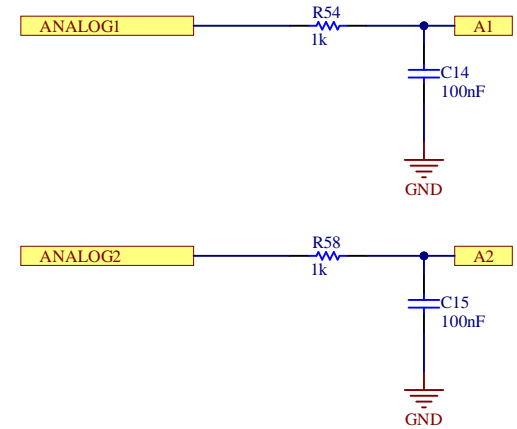 ANALOG1
R54
1k
A1
C14
100nF
GND
ANALOG2
R58
1k
A2
C15
100nF
GND